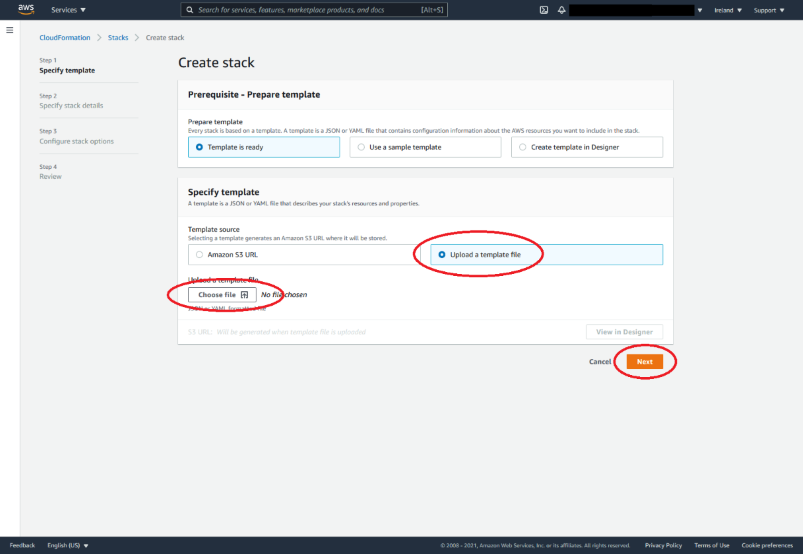 aws
Services
Search for services, features, marketplace products, and docs
[Alt+S]
Ireland
Support
CloudFormation > Stacks > Create stack
Step 1
Specify template
Step 2
Specify stack details
Step 3
Configure stack options
Step 4
Review
Create stack
Prerequisite - Prepare template
Prepare template
Every stack is based on a template. A template is a JSON or YAML file that contains configuration information about the AWS resources you want to include in the stack.
Template is ready
Use a sample template
Create template in Designer
Specify template
A template is a JSON or YAML file that describes your stack's resources and properties.
Template source
Selecting a template generates an Amazon S3 URL where it will be stored.
Amazon S3 URL
Upload a template file
Upload a template file
Choose file
No file chosen
JSON or YAML formatted file
S3 URL: Will be generated when template file is uploaded
View in Designer
Cancel
Next
Feedback
English (US)
© 2008 - 2021, Amazon Web Services, Inc. or its affiliates. All rights reserved.
Privacy Policy
Terms of Use
Cookie preferences